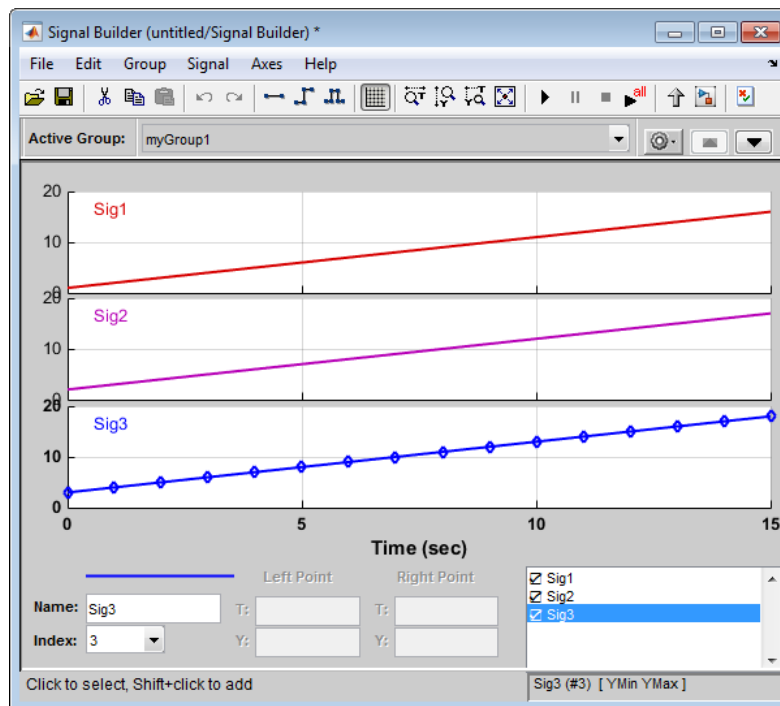 Signal Builder (untitled/Signal Builder) *
File Edit Group Signal Axes Help
all
Active Group: myGroup1
20
Sig1
10
0
20
Sig2
10
0
20
Sig3
10
0
0 5 10 15
Time (sec)
Left Point Right Point
Name: Sig3 T: T:
Index: 3 Y: Y:
Sig1
Sig2
Sig3
Click to select, Shift+click to add
Sig3 (#3) [ YMin YMax ]